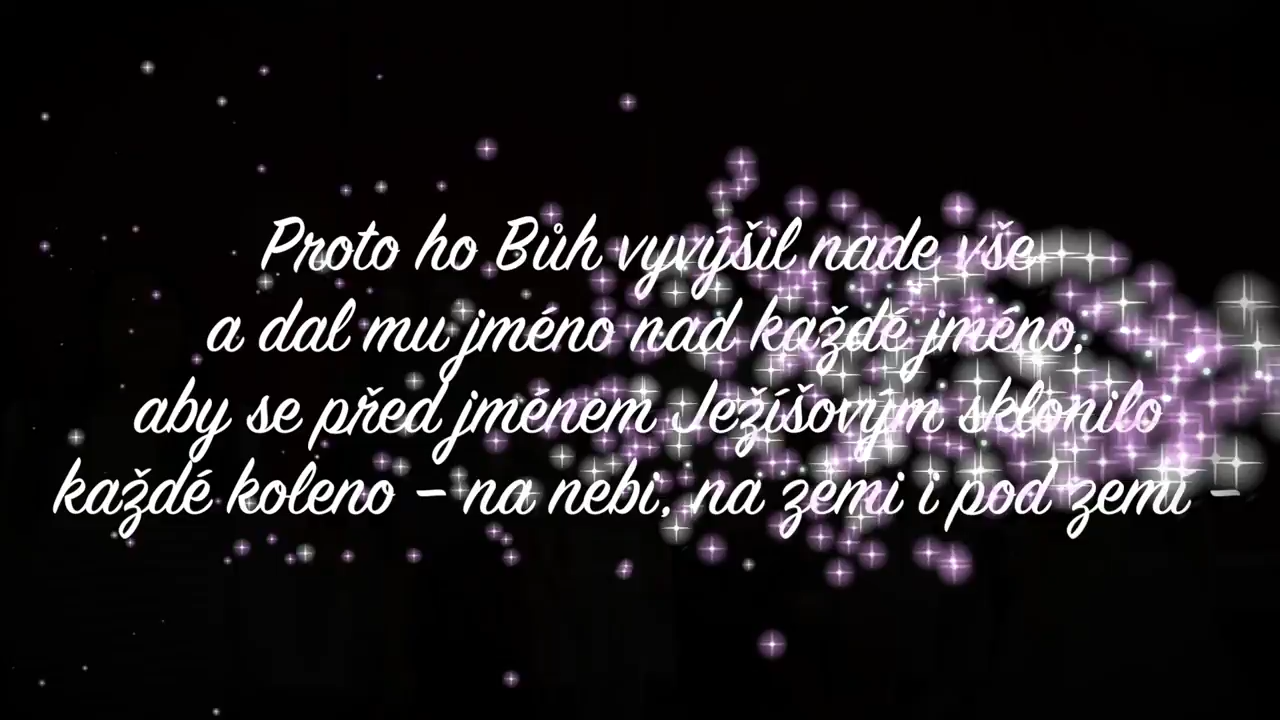 Proto ho Bůh vyvýšil nade vše
a dal mu jméno nad každé jméno,
aby se před jménem Ježíšovým sklonilo
každé koleno – na nebi, na zemi i pod zemi –